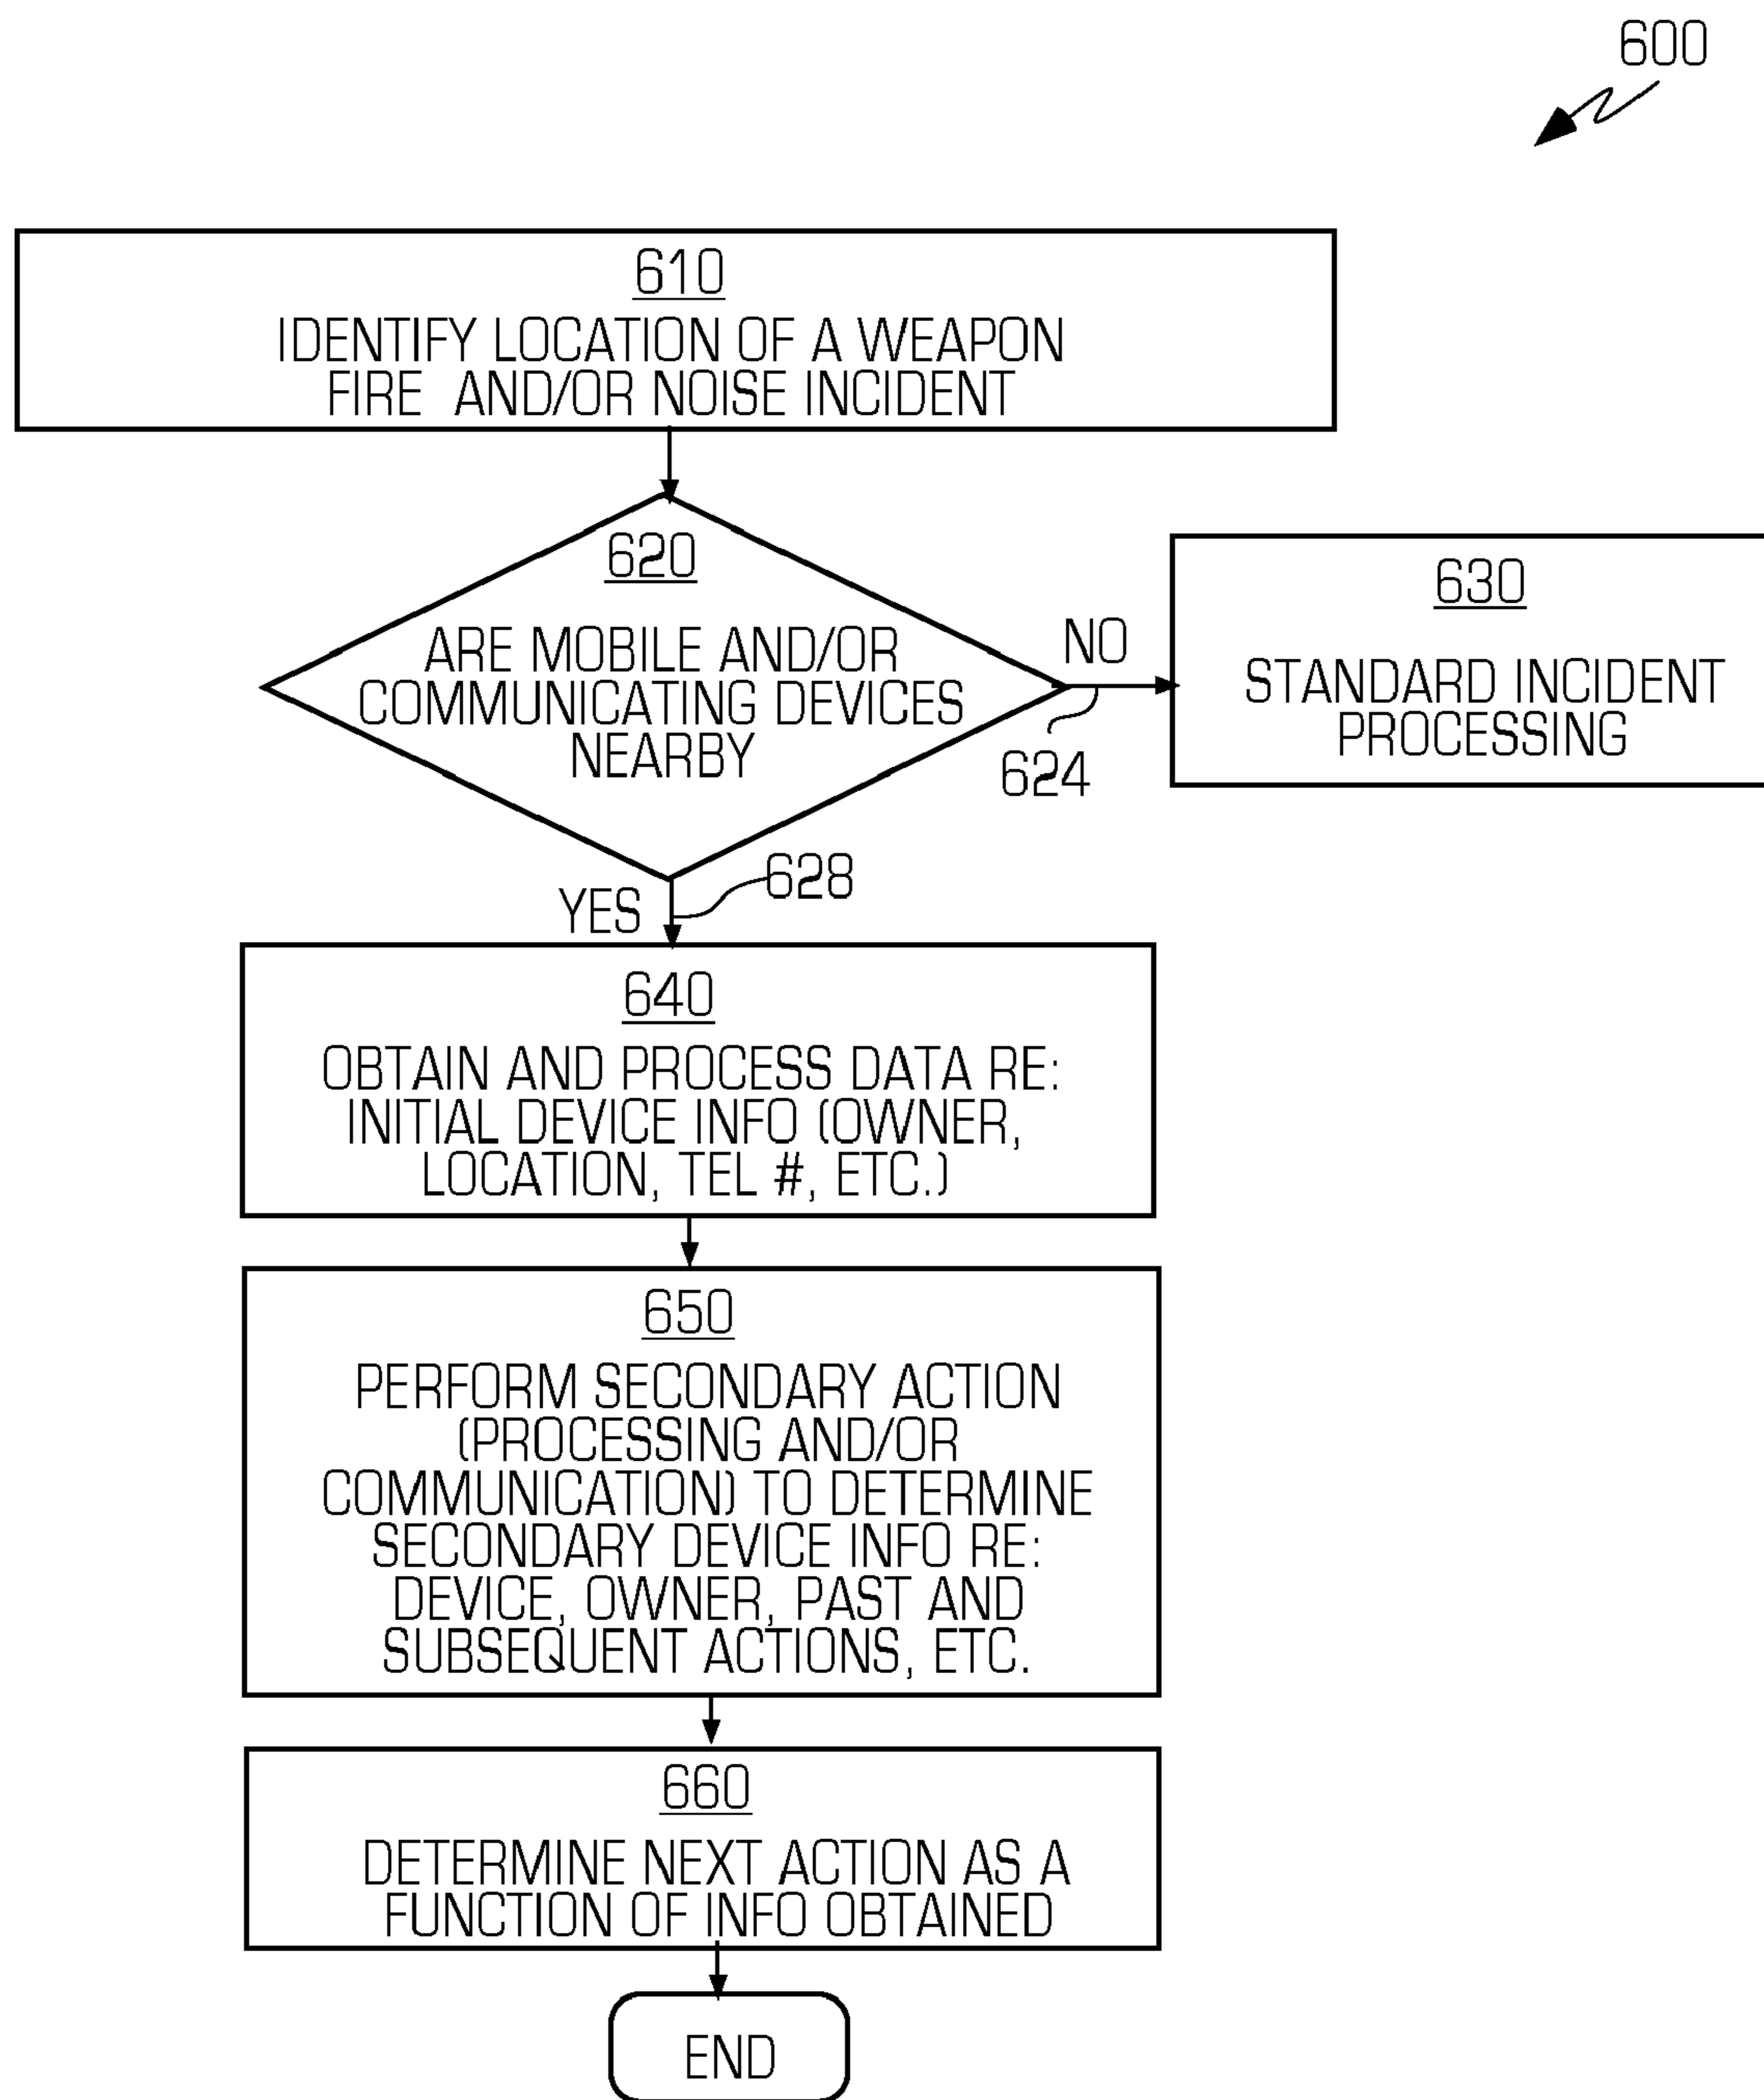 600
610
IDENTIFY LOCATION OF A WEAPON
FIRE AND/OR NOISE INCIDENT
620
ARE MOBILE AND/OR
COMMUNICATING DEVICES
NEARBY
NO
624
630
STANDARD INCIDENT
PROCESSING
YES
628
640
OBTAIN AND PROCESS DATA RE:
INITIAL DEVICE INFO (OWNER,
LOCATION, TEL #, ETC.)
650
PERFORM SECONDARY ACTION
(PROCESSING AND/OR
COMMUNICATION) TO DETERMINE
SECONDARY DEVICE INFO RE:
DEVICE, OWNER, PAST AND
SUBSEQUENT ACTIONS, ETC.
660
DETERMINE NEXT ACTION AS A
FUNCTION OF INFO OBTAINED
END